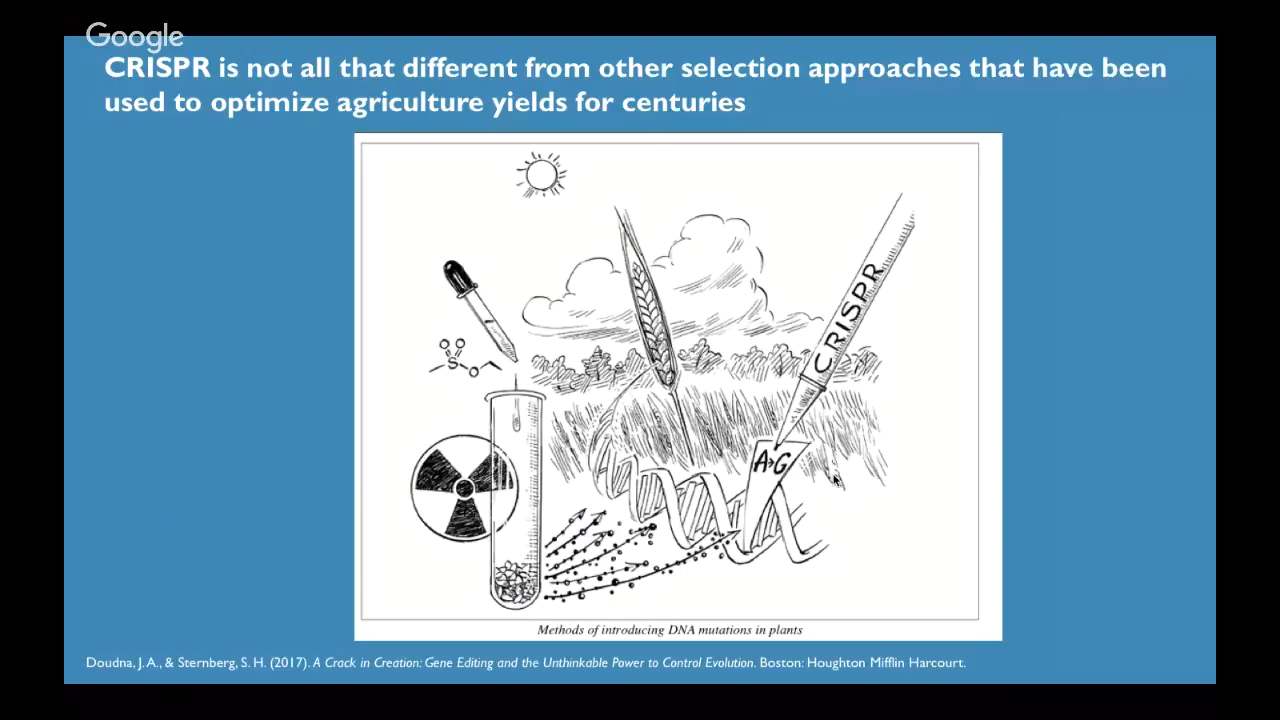 Google
CRISPR is not all that different from other selection approaches that have been
used to optimize agriculture yields for centuries
CRISPR
S
O
A>G
Methods of introducing DNA mutations in plants
Doudna, J. A., & Sternberg, S. H. (2017). A Crack in Creation: Gene Editing and the Unthinkable Power to Control Evolution. Boston: Houghton Mifflin Harcourt.